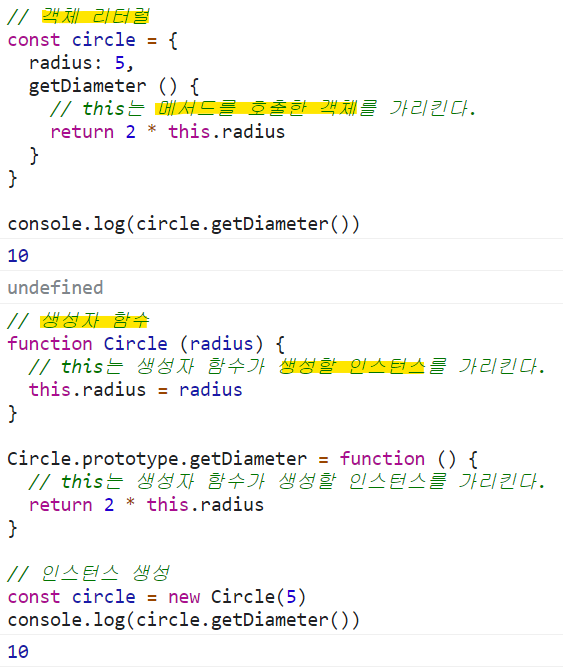 // 객체 리터럴
const circle = {
  radius: 5,
  getDiameter () {
    // this는 메서드를 호출한 객체를 가리킨다.
    return 2 * this.radius
  }
}

console.log(circle.getDiameter())
10
undefined
// 생성자 함수
function Circle (radius) {
  // this는 생성자 함수가 생성할 인스턴스를 가리킨다.
  this.radius = radius
}

Circle.prototype.getDiameter = function () {
  // this는 생성자 함수가 생성할 인스턴스를 가리킨다.
  return 2 * this.radius
}

// 인스턴스 생성
const circle = new Circle(5)
console.log(circle.getDiameter())
10